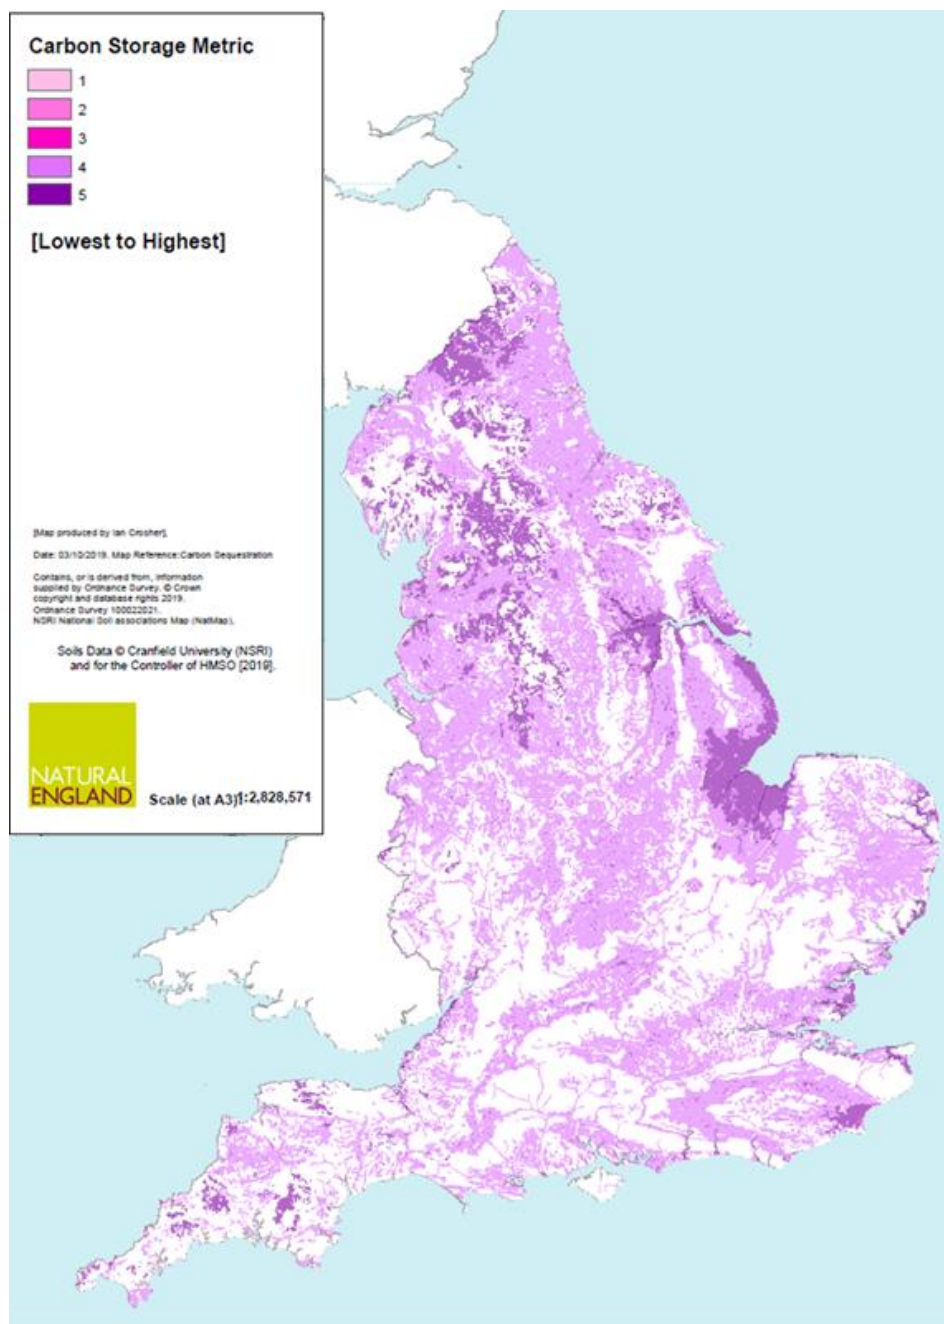 Carbon Storage Metric
1
2
3
4
5
[Lowest to Highest]
[Map produced by Ian Crosher],
Date: 03/10/2019. Map Reference:Carbon Sequestration
Contains, or is derived from, information
supplied by Ordnance Survey. © Crown
copyright and database rights 2019.
Ordnance Survey 100022021.
NSRI National Soil associations Map (NatMap),
Soils Data © Cranfield University (NSRI)
and for the Controller of HMSO [2019].
NATURAL
ENGLAND
Scale (at A3)1:2,828,571